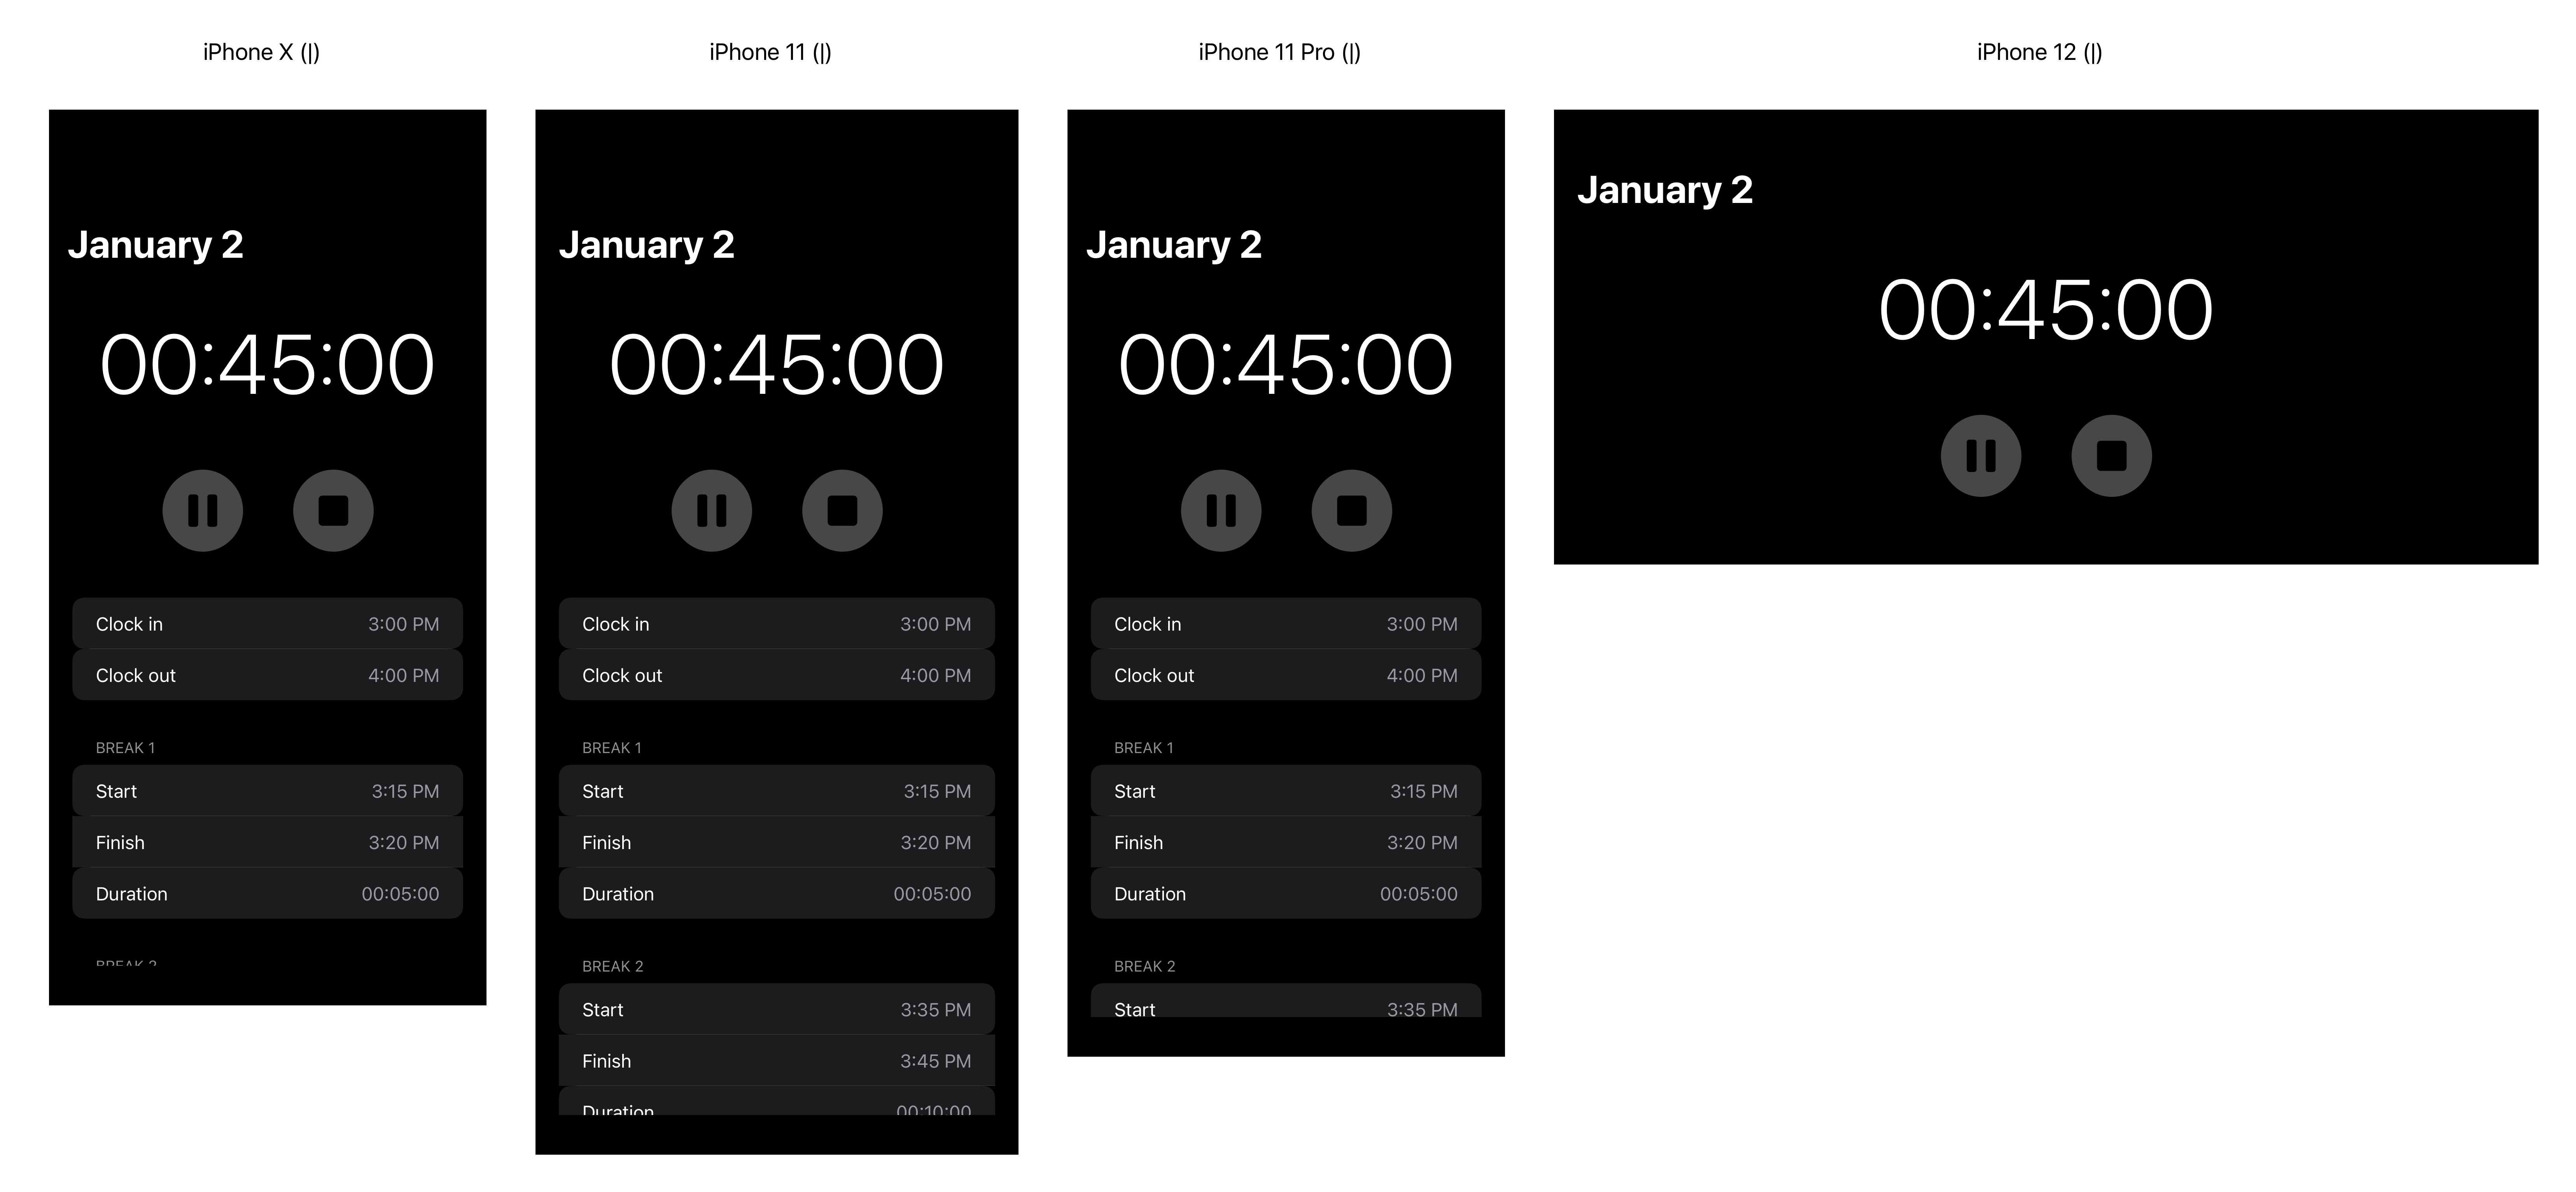 iPhone X (|)
January 2
00:45:00
Clock in 3:00 PM
Clock out 4:00 PM
BREAK 1
Start 3:15 PM
Finish 3:20 PM
Duration 00:05:00
BREAK 2
iPhone 11 (|)
January 2
00:45:00
Clock in 3:00 PM
Clock out 4:00 PM
BREAK 1
Start 3:15 PM
Finish 3:20 PM
Duration 00:05:00
BREAK 2
Start 3:35 PM
Finish 3:45 PM
Duration 00:10:00
iPhone 11 Pro (|)
January 2
00:45:00
Clock in 3:00 PM
Clock out 4:00 PM
BREAK 1
Start 3:15 PM
Finish 3:20 PM
Duration 00:05:00
BREAK 2
Start 3:35 PM
iPhone 12 (|)
January 2
00:45:00